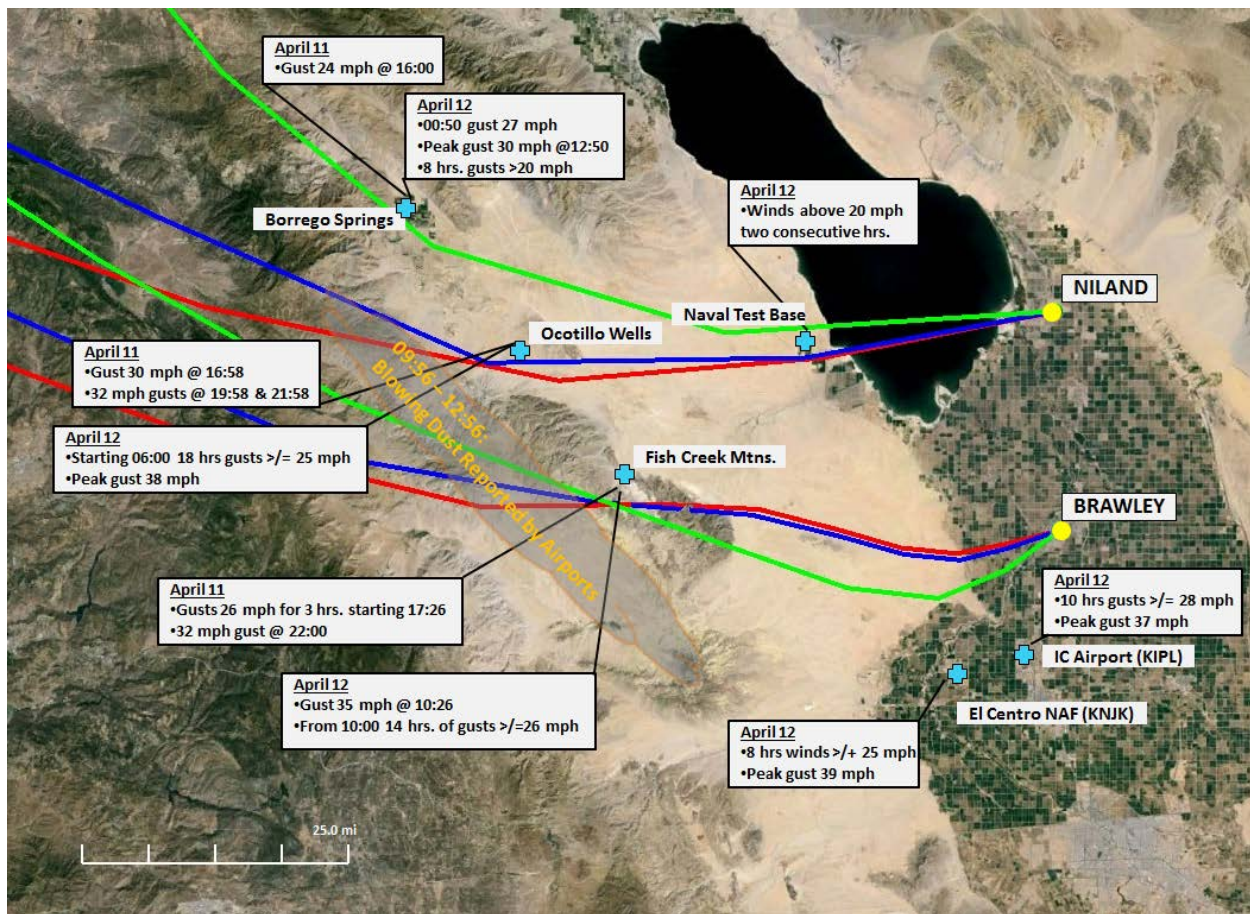 April 11
•Gust 24 mph @ 16:00
April 12
•00:50 gust 27 mph
•Peak gust 30 mph @12:50
•8 hrs. gusts >20 mph
Borrego Springs
April 12
•Winds above 20 mph
two consecutive hrs.
NILAND
Naval Test Base
Ocotillo Wells
April 11
•Gust 30 mph @ 16:58
•32 mph gusts @ 19:58 & 21:58
09:56 – 12:56:
Blowing Dust Reported by Airports
April 12
•Starting 06:00 18 hrs gusts >/= 25 mph
•Peak gust 38 mph
Fish Creek Mtns.
BRAWLEY
April 11
•Gusts 26 mph for 3 hrs. starting 17:26
•32 mph gust @ 22:00
April 12
•10 hrs gusts >/= 28 mph
•Peak gust 37 mph
IC Airport (KIPL)
April 12
•Gust 35 mph @ 10:26
•From 10:00 14 hrs. of gusts >/=26 mph
El Centro NAF (KNJK)
April 12
•8 hrs winds >/+ 25 mph
•Peak gust 39 mph
25.0 mi